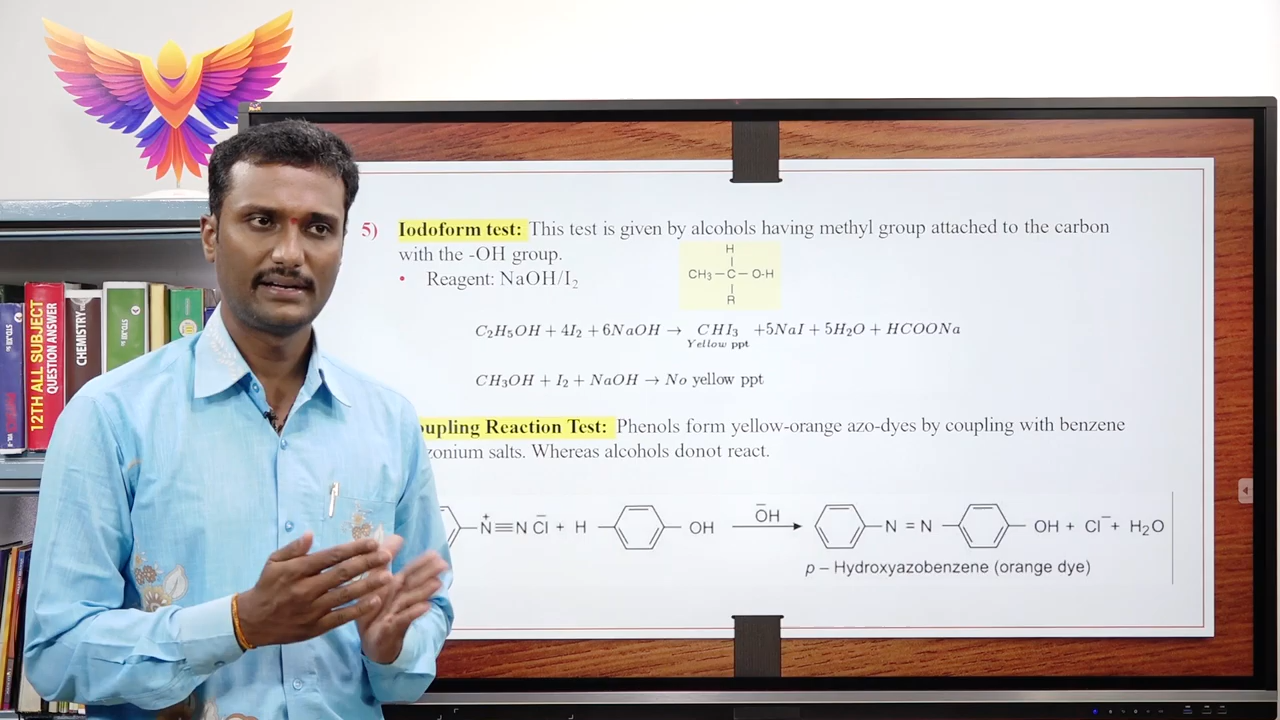 5) Iodoform test: This test is given by alcohols having methyl group attached to the carbon
with the -OH group.
• Reagent: NaOH/I₂
H
CH₃ – C – O-H
R
C₂H₅OH + 4I₂ + 6NaOH → CHI₃ +5NaI + 5H₂O + HCOONa
Yellow ppt
CH₃OH + I₂ + NaOH → No yellow ppt
oupling Reaction Test: Phenols form yellow-orange azo-dyes by coupling with benzene
zonium salts. Whereas alcohols donot react.
N⁺≡N Cl⁻ + H – OH
O⁻H
N = N – OH + Cl⁻ + H₂O
p – Hydroxyazobenzene (orange dye)
12TH ALL SUBJECT
QUESTION ANSWER
CHEMISTRY